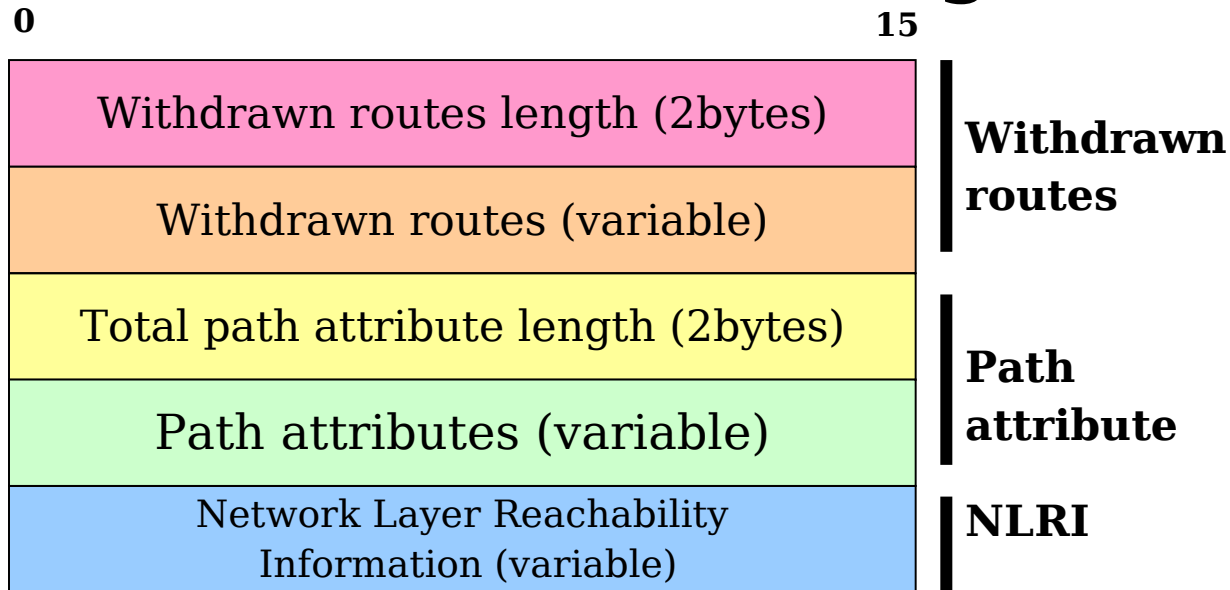 0
15
Withdrawn routes length (2bytes)
Withdrawn routes (variable)
Total path attribute length (2bytes)
Path attributes (variable)
Network Layer Reachability
Information (variable)
Withdrawn
routes
Path
attribute
NLRI